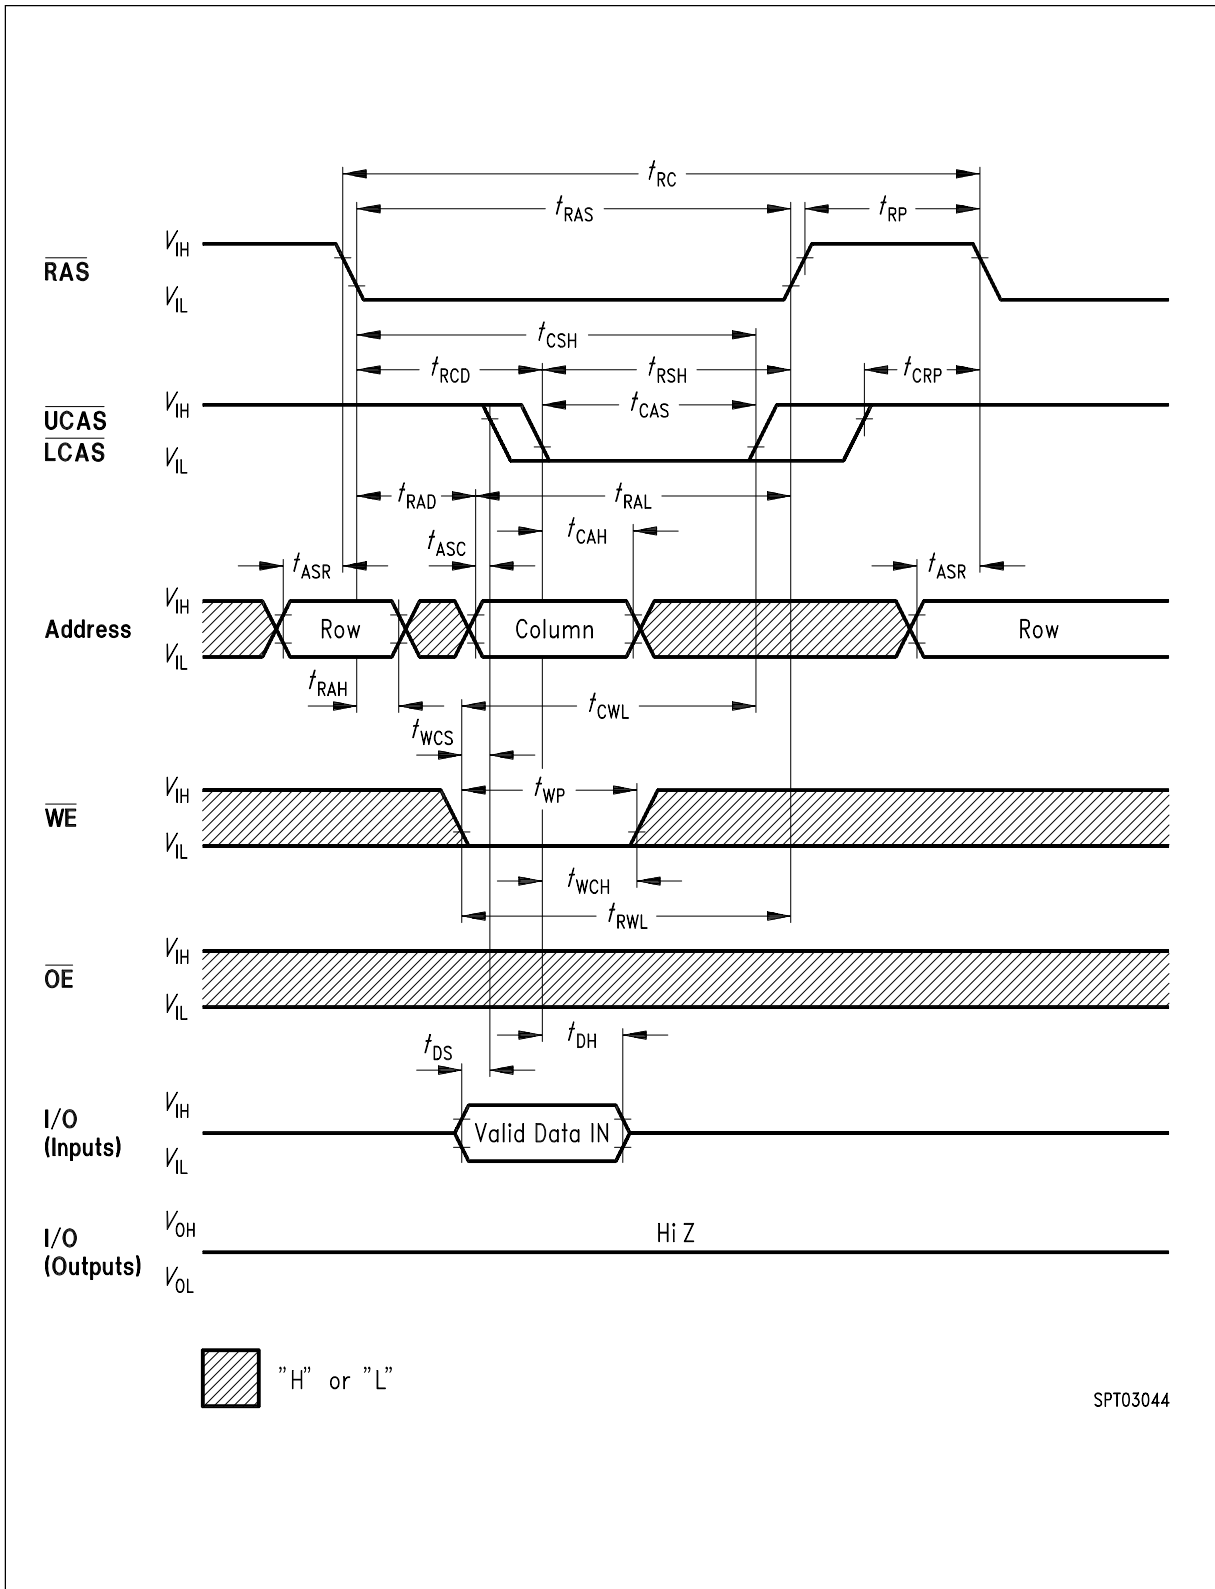 tRC
tRAS
tRP
RAS
VIH
VIL
tCSH
tRCD
tRSH
tCRP
UCAS
LCAS
VIH
tCAS
VIL
tRAD
tRAL
tCAH
tASC
tASR
tASR
Address
VIH
Row
Column
Row
VIL
tRAH
tCWL
tWCS
WE
VIH
tWP
VIL
tWCH
tRWL
OE
VIH
VIL
tDH
tDS
I/O
(Inputs)
VIH
Valid Data IN
VIL
I/O
(Outputs)
VOH
Hi Z
VOL
"H" or "L"
SPT03044